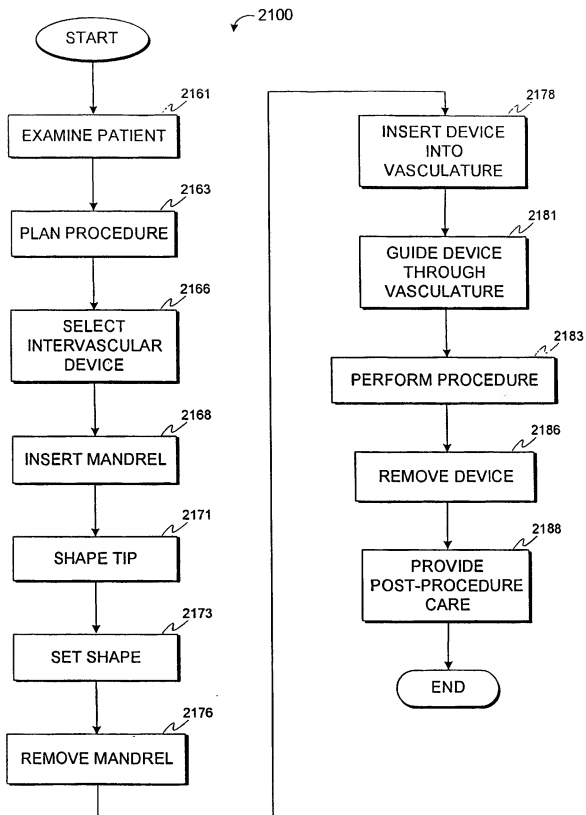 START
2100
2161
EXAMINE PATIENT
2163
PLAN PROCEDURE
2166
SELECT
INTERVASCULAR
DEVICE
2168
INSERT MANDREL
2171
SHAPE TIP
2173
SET SHAPE
2176
REMOVE MANDREL
2178
INSERT DEVICE
INTO
VASCULATURE
2181
GUIDE DEVICE
THROUGH
VASCULATURE
2183
PERFORM PROCEDURE
2186
REMOVE DEVICE
2188
PROVIDE
POST-PROCEDURE
CARE
END